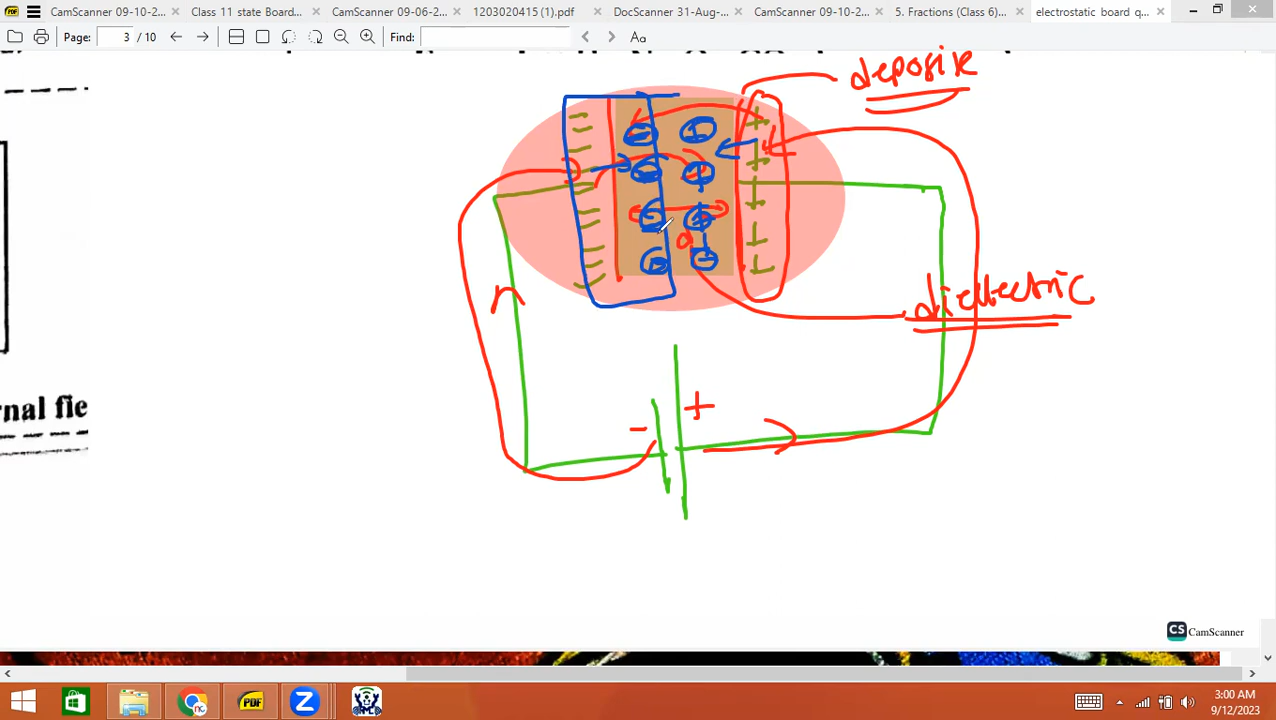 CamScanner 09-10-2... CamScanner 09-06-2... Class 11 state Board... 1203020415 (1).pdf DocScanner 31-Aug-... CamScanner 09-10-2... 5. Fractions (Class 6)... electrostatic board q...
Page: 3 / 10 Find: Aa
deposite
+
+
+
+
+
dielectric
rnal fie
- +
CS CamScanner
3:00 AM
9/12/2023